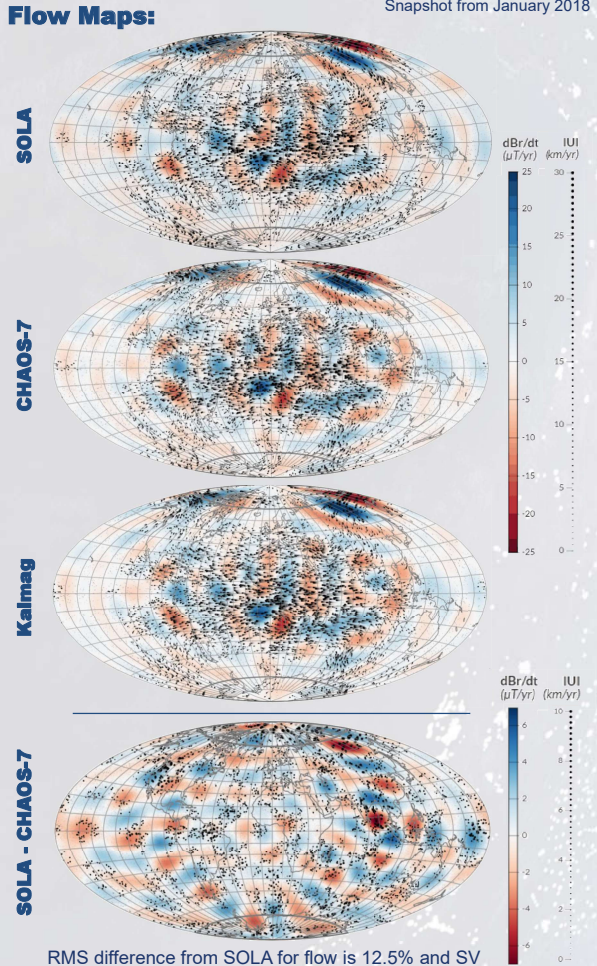 Flow Maps:
Snapshot from January 2018
SOLA
dBr/dt |U|
(μT/yr) (km/yr)
25 30
20
25
15
10 20
5
0 15
-5
10
-10
-15 5
-20
-25 0
CHAOS-7
Kalmag
SOLA - CHAOS-7
dBr/dt |U|
(μT/yr) (km/yr)
10
6
8
4
2 6
0
4
-2
-4 2
-6
0
RMS difference from SOLA for flow is 12.5% and SV